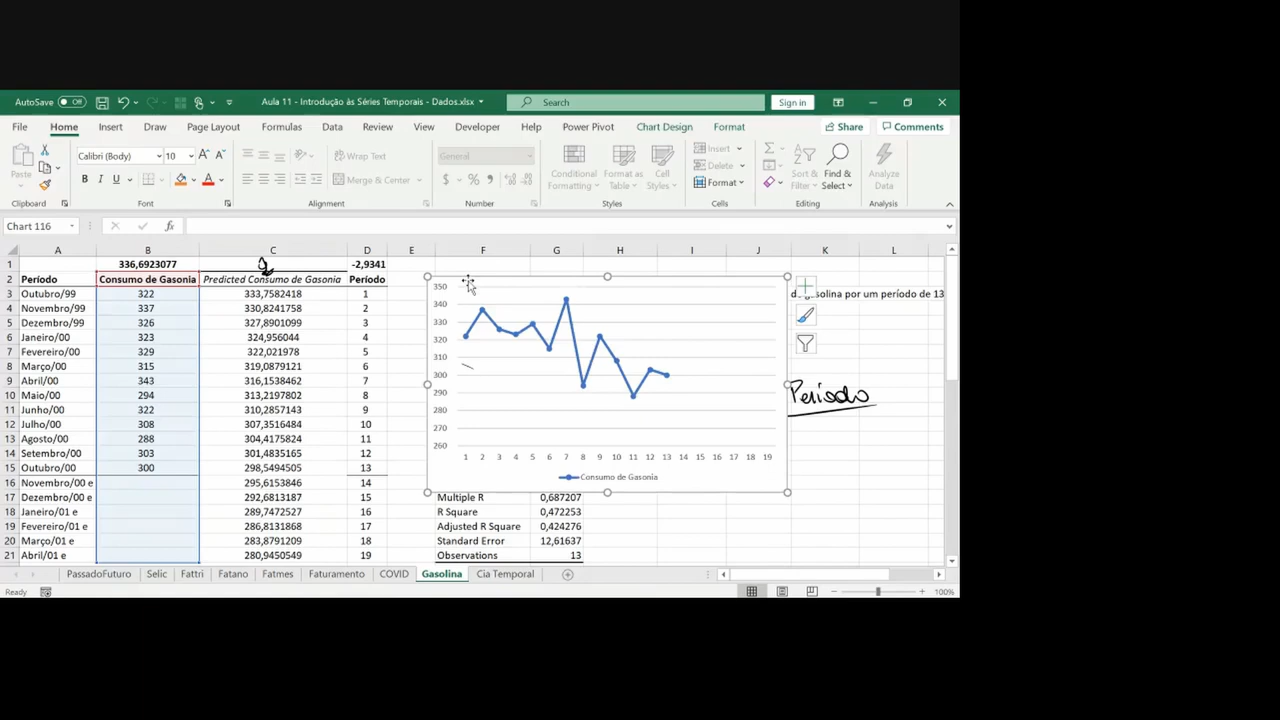 AutoSave Off Aula 11 - Introdução às Séries Temporais - Dados.xlsx Search Sign in
File Home Insert Draw Page Layout Formulas Data Review View Developer Help Power Pivot Chart Design Format Share Comments
Paste Calibri (Body) 10 A A Wrap Text General Conditional Formatting Format as Table Cell Styles Insert Delete Format Sort & Filter Find & Select Analyze Data
B I U A Merge & Center $ % 9
Clipboard Font Alignment Number Styles Cells Editing Analysis
Chart 116 fx
A B C D E F G H I J K L
1 336,6923077 -2,9341
2 Período Consumo de Gasonia Predicted Consumo de Gasonia Período
3 Outubro/99 322 333,7582418 1
4 Novembro/99 337 330,8241758 2
5 Dezembro/99 326 327,8901099 3
6 Janeiro/00 323 324,956044 4
7 Fevereiro/00 329 322,021978 5
8 Março/00 315 319,0879121 6
9 Abril/00 343 316,1538462 7
10 Maio/00 294 313,2197802 8
11 Junho/00 322 310,2857143 9
12 Julho/00 308 307,3516484 10
13 Agosto/00 288 304,4175824 11
14 Setembro/00 303 301,4835165 12
15 Outubro/00 300 298,5494505 13
16 Novembro/00 e 295,6153846 14
17 Dezembro/00 e 292,6813187 15 Multiple R 0,687207
18 Janeiro/01 e 289,7472527 16 R Square 0,472253
19 Fevereiro/01 e 286,8131868 17 Adjusted R Square 0,424276
20 Março/01 e 283,8791209 18 Standard Error 12,61637
21 Abril/01 e 280,9450549 19 Observations 13
350
340
330
320
310
300
290
280
270
260
1 2 3 4 5 6 7 8 9 10 11 12 13 14 15 16 17 18 19
Consumo de Gasonia
gasolina por um período de 13
Período
PassadoFuturo Selic Fattri Fatano Fatmes Faturamento COVID Gasolina Cia Temporal
Ready 100%